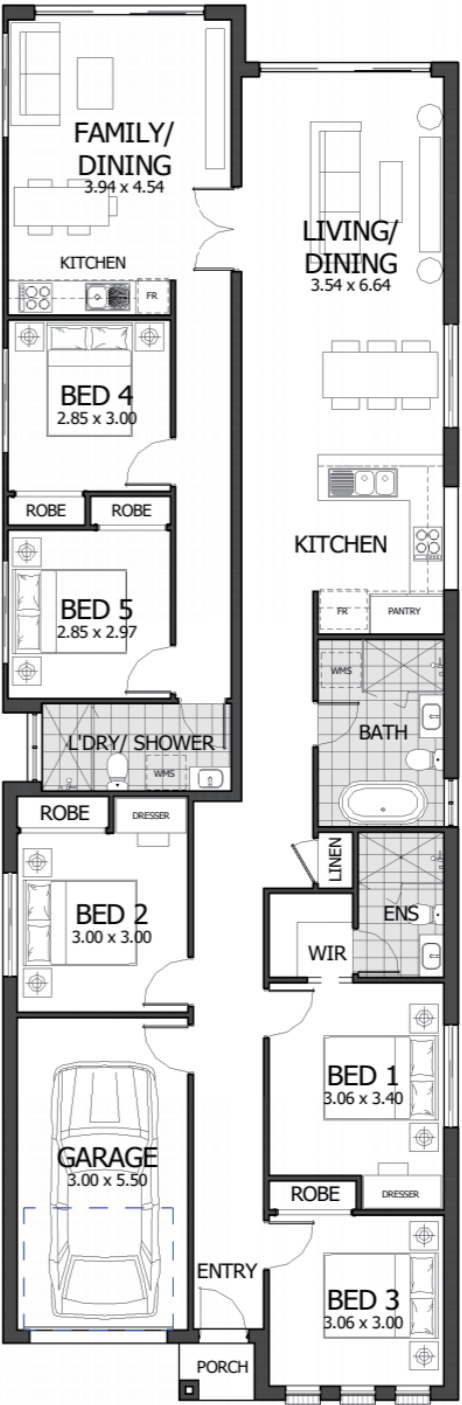 FAMILY/
DINING
3.94 x 4.54
KITCHEN
FR
LIVING/
DINING
3.54 x 6.64
BED 4
2.85 x 3.00
ROBE
ROBE
KITCHEN
BED 5
2.85 x 2.97
FR
PANTRY
WMS
BATH
L'DRY/ SHOWER
WMS
ROBE
DRESSER
LINEN
BED 2
3.00 x 3.00
ENS
WIR
BED 1
3.06 x 3.40
GARAGE
3.00 x 5.50
ROBE
DRESSER
ENTRY
BED 3
3.06 x 3.00
PORCH